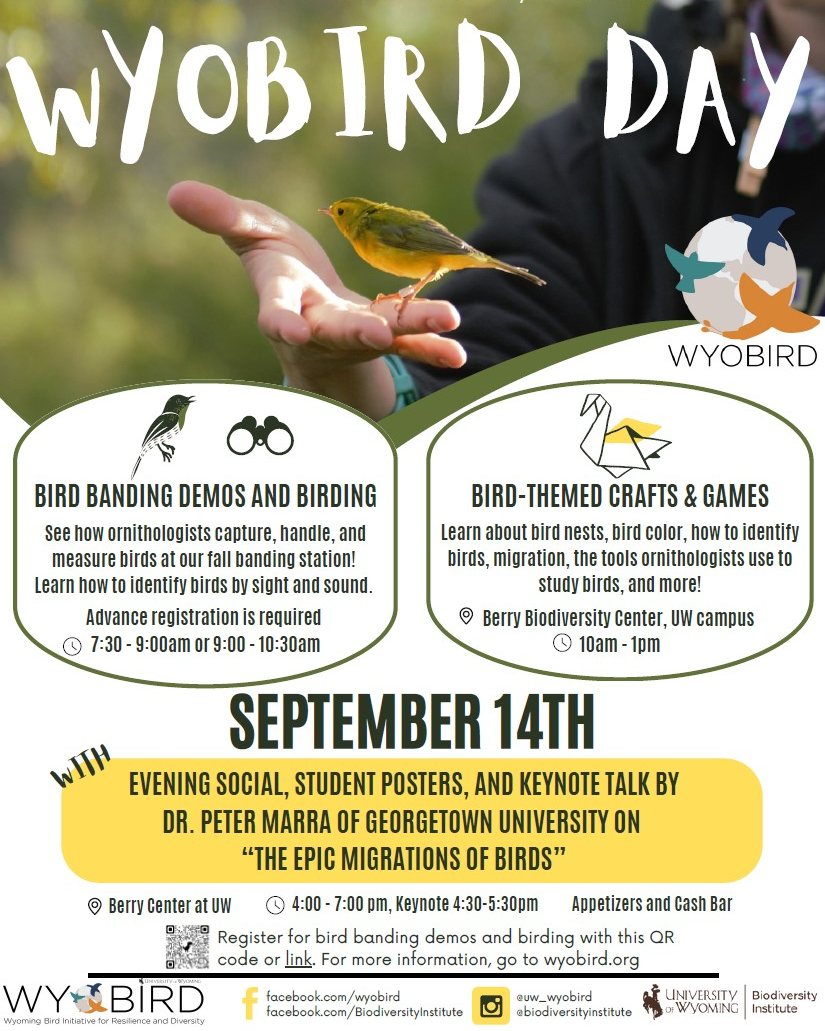 WYOBIRD DAY
WYOBIRD
BIRD BANDING DEMOS AND BIRDING
See how ornithologists capture, handle, and
measure birds at our fall banding station!
Learn how to identify birds by sight and sound.
Advance registration is required
7:30 - 9:00am or 9:00 - 10:30am
BIRD-THEMED CRAFTS & GAMES
Learn about bird nests, bird color, how to identify
birds, migration, the tools ornithologists use to
study birds, and more!
Berry Biodiversity Center, UW campus
10am - 1pm
SEPTEMBER 14TH
WITH
EVENING SOCIAL, STUDENT POSTERS, AND KEYNOTE TALK BY
DR. PETER MARRA OF GEORGETOWN UNIVERSITY ON
“THE EPIC MIGRATIONS OF BIRDS”
Berry Center at UW
4:00 - 7:00 pm, Keynote 4:30-5:30pm
Appetizers and Cash Bar
Register for bird banding demos and birding with this QR
code or link. For more information, go to wyobird.org
UNIVERSITY OF WYOMING
WYOBIRD
Wyoming Bird Initiative for Resilience and Diversity
facebook.com/wyobird
facebook.com/BiodiversityInstitute
@uw_wyobird
@biodiversityinstitute
UNIVERSITY
OF WYOMING
Biodiversity
Institute